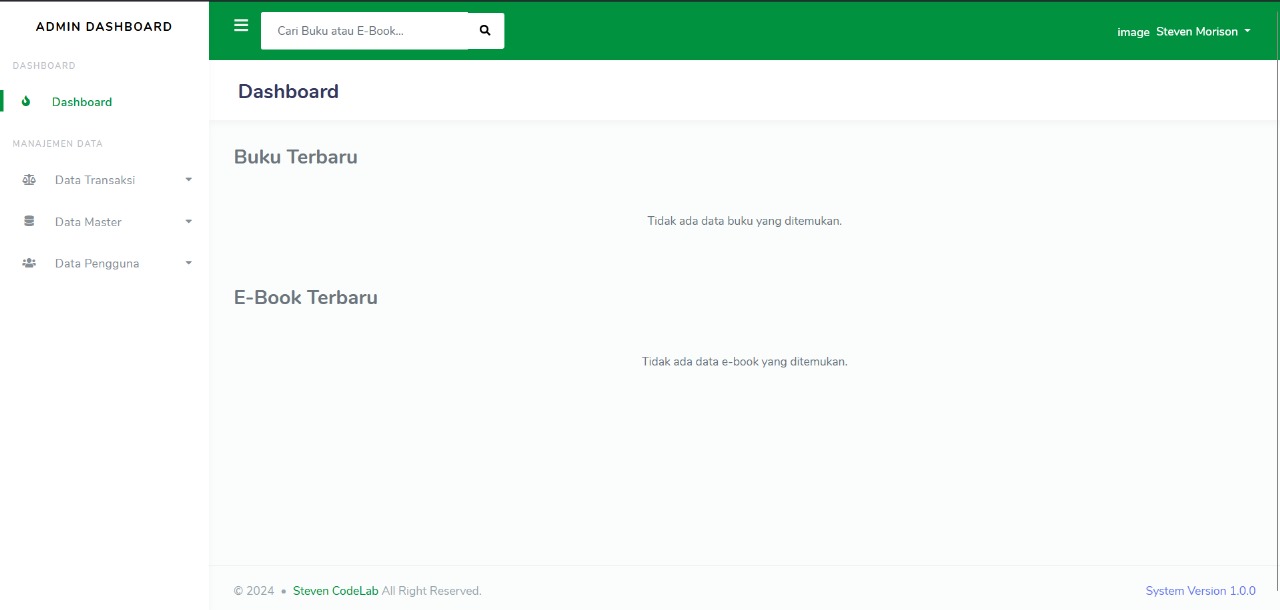 ADMIN DASHBOARD
Cari Buku atau E-Book...
image Steven Morison
DASHBOARD
Dashboard
MANAJEMEN DATA
Data Transaksi
Data Master
Data Pengguna
Dashboard
Buku Terbaru
Tidak ada data buku yang ditemukan.
E-Book Terbaru
Tidak ada data e-book yang ditemukan.
© 2024 • Steven CodeLab All Right Reserved.
System Version 1.0.0